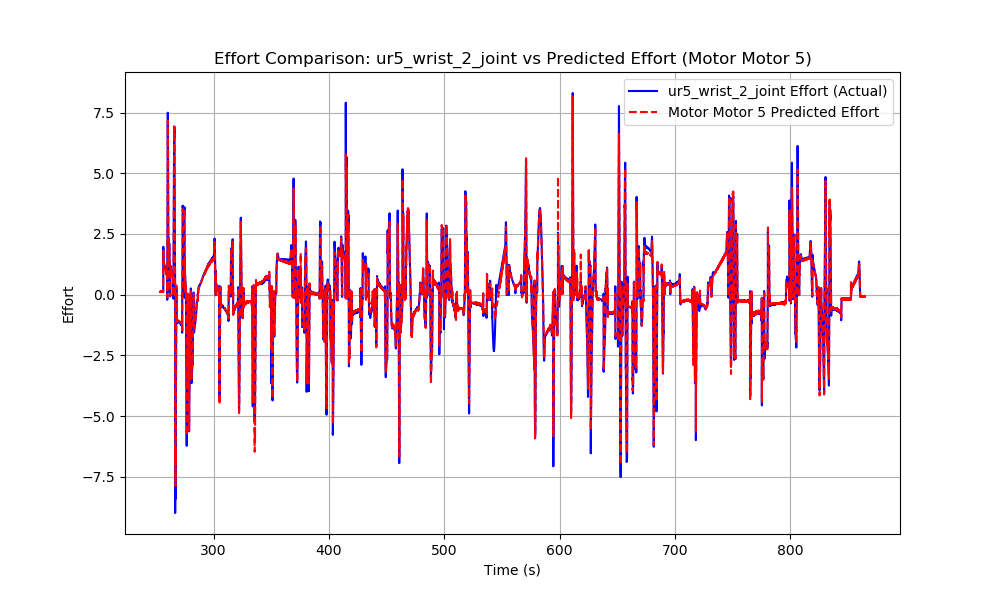 Effort Comparison: ur5_wrist_2_joint vs Predicted Effort (Motor Motor 5)
ur5_wrist_2_joint Effort (Actual)
Motor Motor 5 Predicted Effort
Effort
7.5
5.0
2.5
0.0
−2.5
−5.0
−7.5
300 400 500 600 700 800
Time (s)